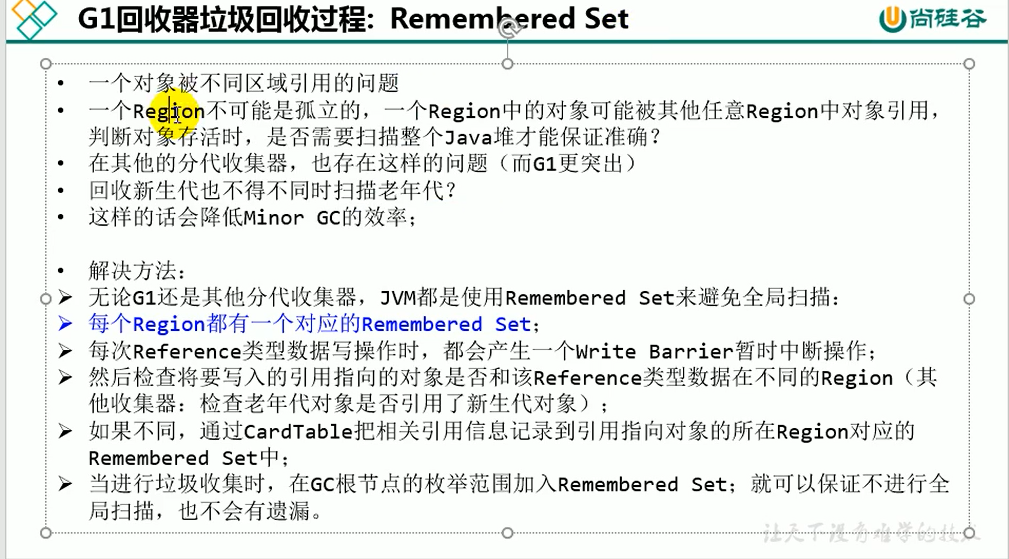 G1回收器垃圾回收过程: Remembered Set
尚硅谷
• 一个对象被不同区域引用的问题
• 一个Region不可能是孤立的，一个Region中的对象可能被其他任意Region中对象引用，
判断对象存活时，是否需要扫描整个Java堆才能保证准确？
• 在其他的分代收集器，也存在这样的问题（而G1更突出）
• 回收新生代也不得不同时扫描老年代？
• 这样的话会降低Minor GC的效率；
• 解决方法：
➢ 无论G1还是其他分代收集器，JVM都是使用Remembered Set来避免全局扫描：
➢ 每个Region都有一个对应的Remembered Set；
➢ 每次Reference类型数据写操作时，都会产生一个Write Barrier暂时中断操作；
➢ 然后检查将要写入的引用指向的对象是否和该Reference类型数据在不同的Region（其
他收集器：检查老年代对象是否引用了新生代对象）；
➢ 如果不同，通过CardTable把相关引用信息记录到引用指向对象的所在Region对应的
Remembered Set中；
➢ 当进行垃圾收集时，在GC根节点的枚举范围加入Remembered Set；就可以保证不进行全
局扫描，也不会有遗漏。
让天下没有难学的技术